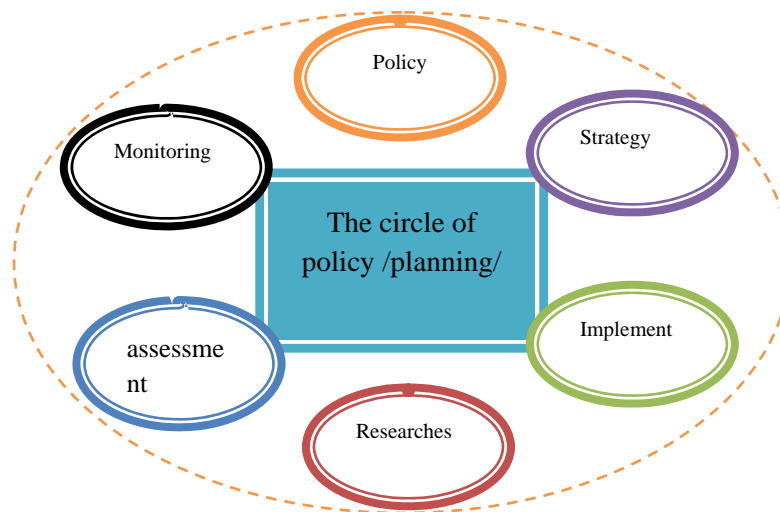 Policy
Strategy
Monitoring
The circle of
policy /planning/
Implement
assessme
nt
Researches